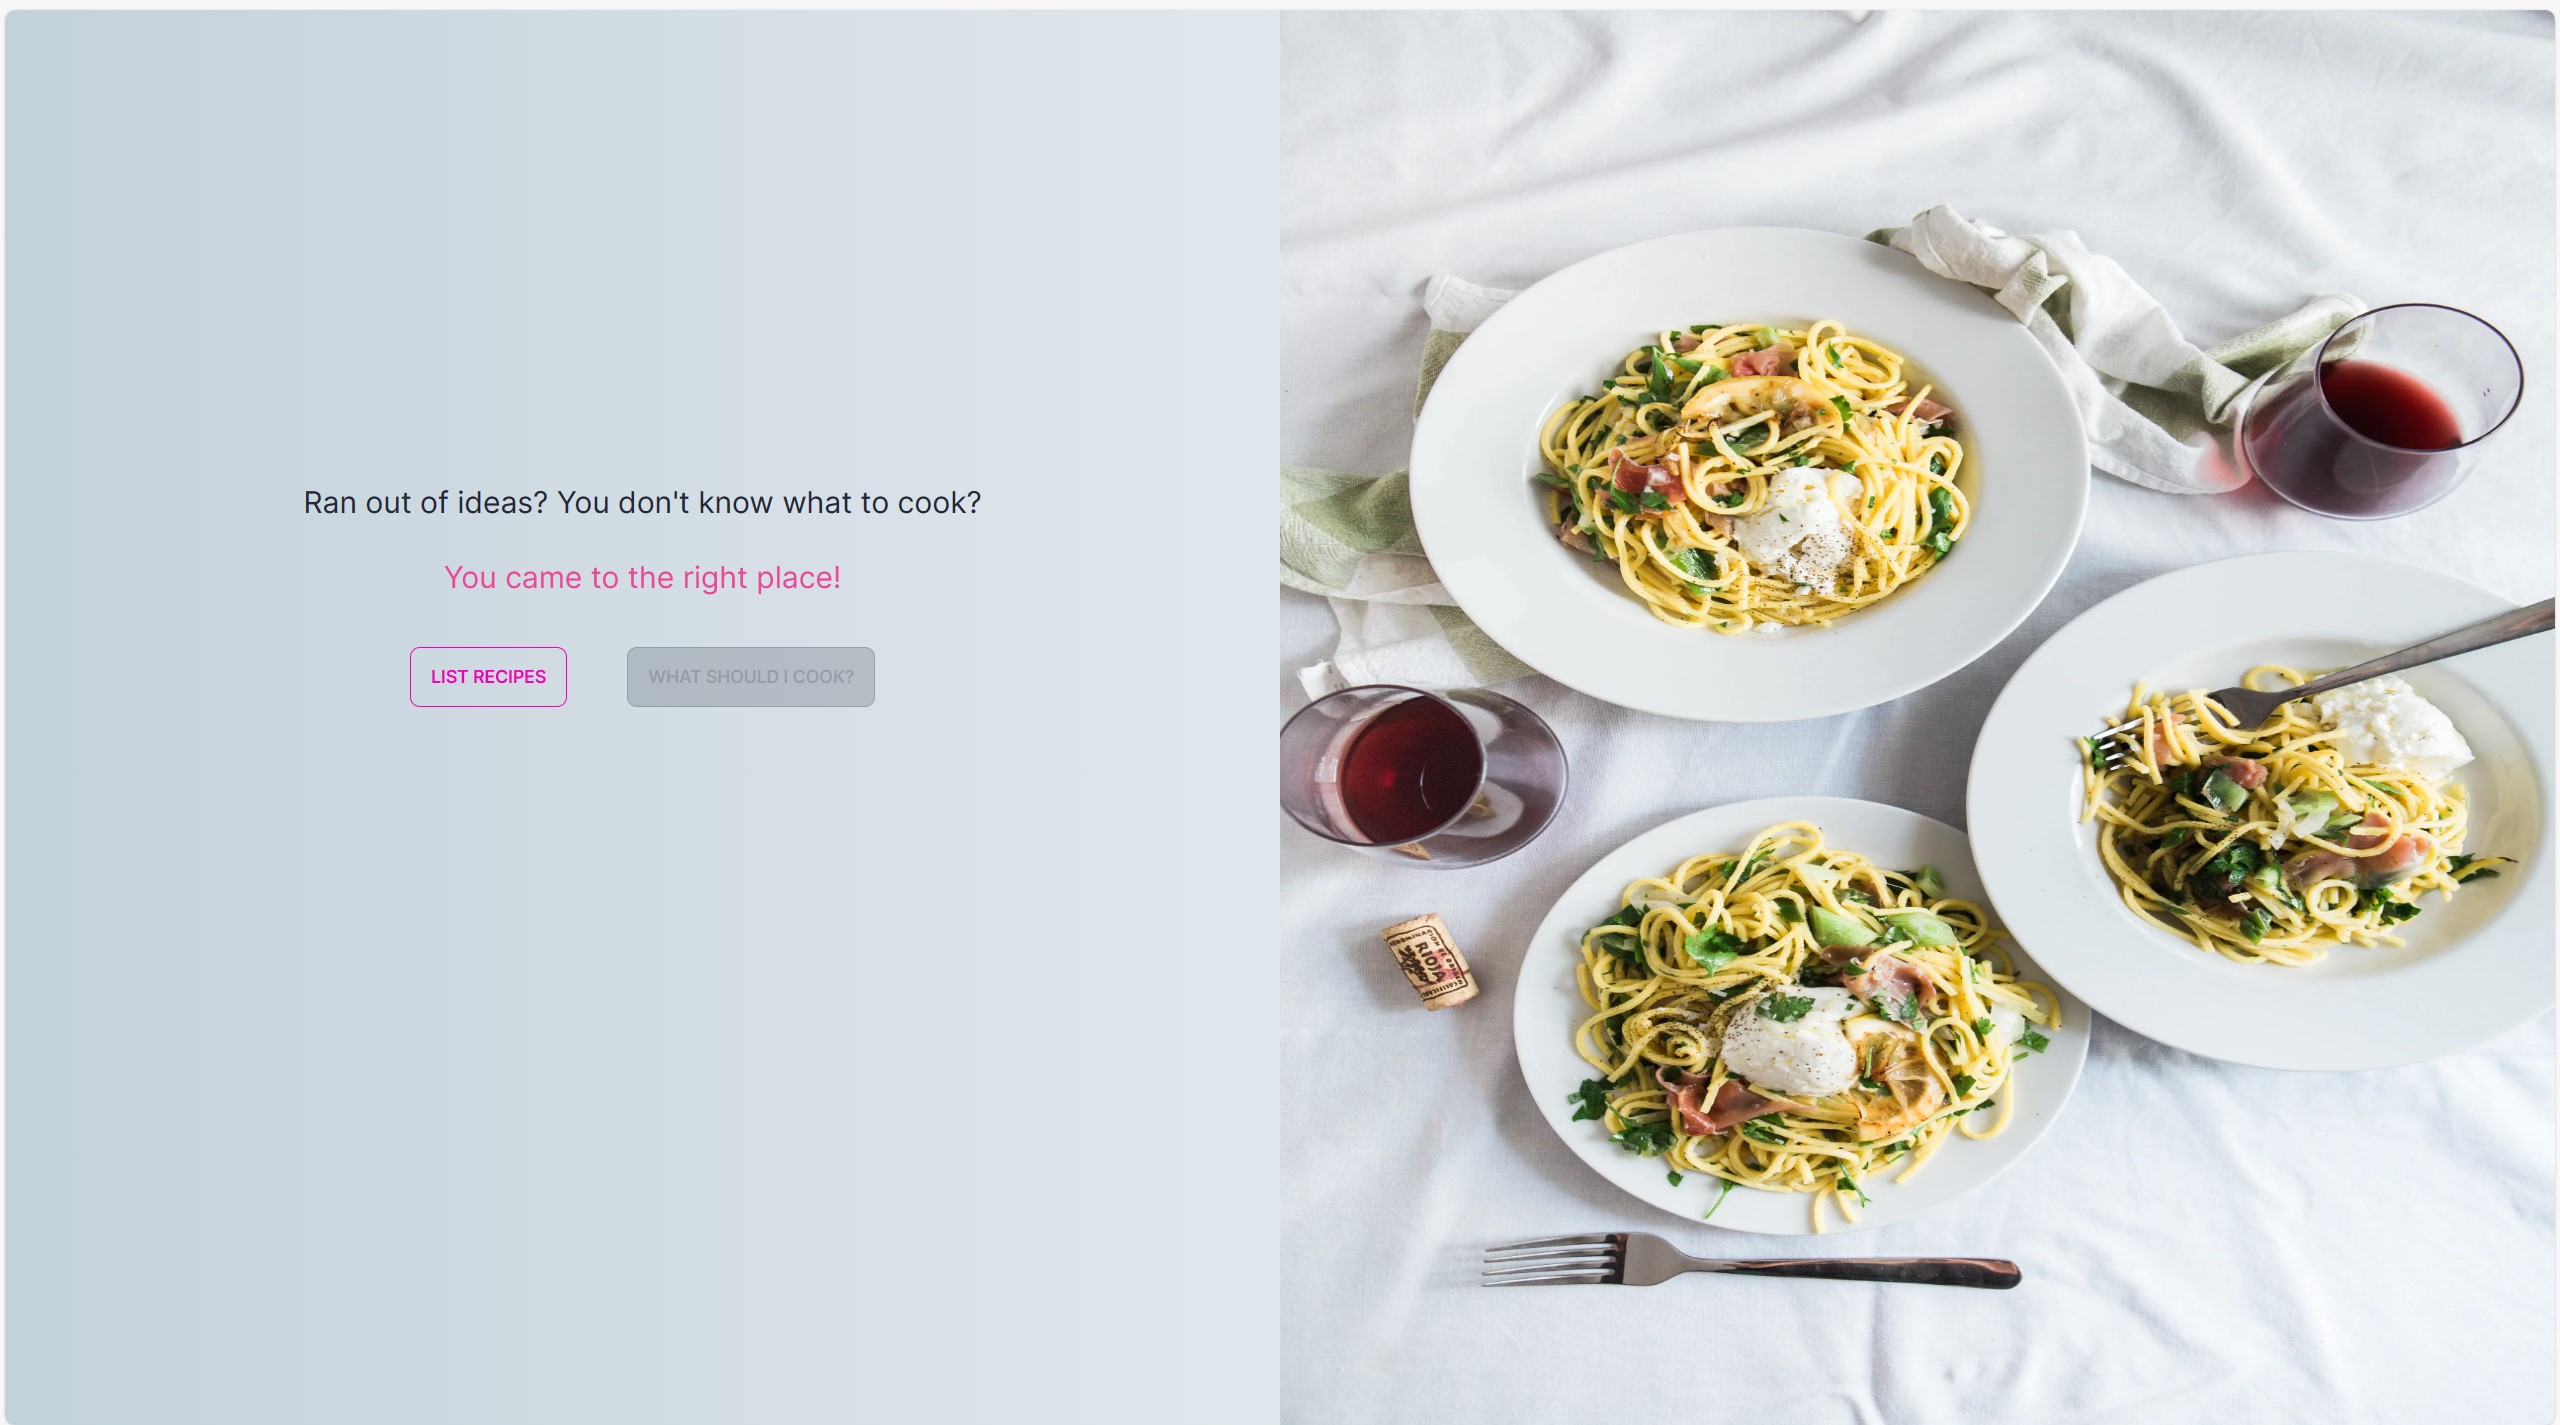 Ran out of ideas? You don't know what to cook?
You came to the right place!
LIST RECIPES
WHAT SHOULD I COOK?
RIOJA